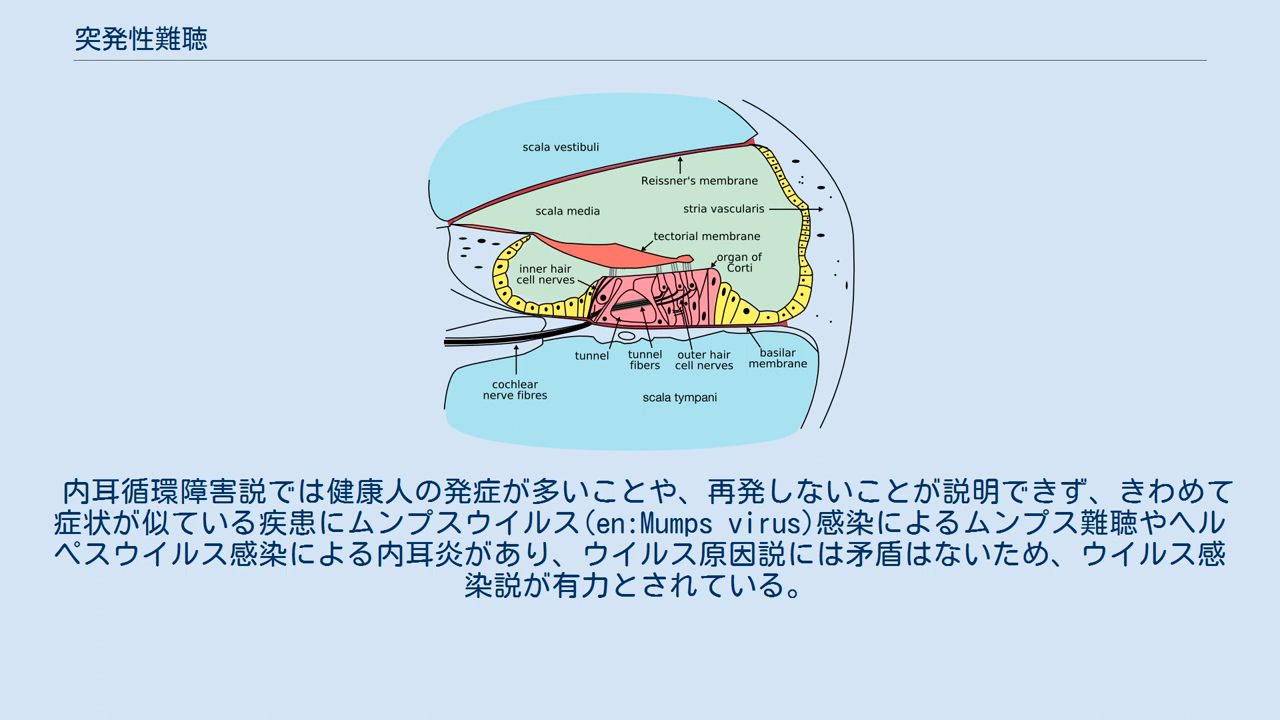 突発性難聴
scala vestibuli
Reissner's membrane
scala media
stria vascularis
tectorial membrane
organ of
Corti
inner hair
cell nerves
tunnel
tunnel
fibers
outer hair
cell nerves
basilar
membrane
cochlear
nerve fibres
scala tympani
内耳循環障害説では健康人の発症が多いことや、再発しないことが説明できず、きわめて
症状が似ている疾患にムンプスウイルス(en:Mumps virus)感染によるムンプス難聴やヘル
ペスウイルス感染による内耳炎があり、ウイルス原因説には矛盾はないため、ウイルス感
染説が有力とされている。